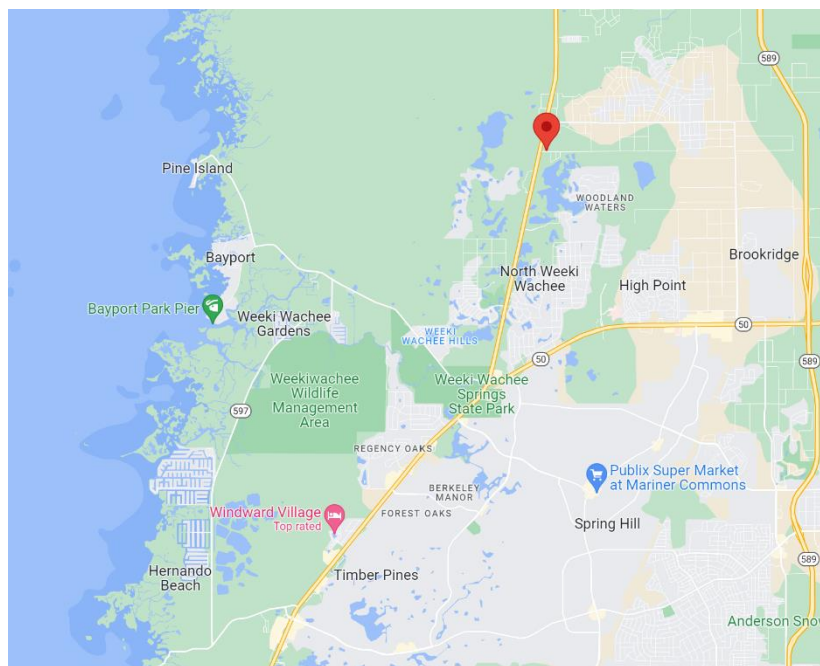 589
Pine Island
WOODLAND
WATERS
Bayport
Brookridge
North Weeki
Wachee
High Point
Bayport Park Pier
Weeki Wachee
Gardens
WEEKI
WACHEE HILLS
50
50
589
Weekiwachee
Wildlife
Management
Area
Weeki Wachee
Springs
State Park
597
REGENCY OAKS
Publix Super Market
at Mariner Commons
BERKELEY
MANOR
Windward Village
Top rated
FOREST OAKS
Spring Hill
589
Hernando
Beach
Timber Pines
Anderson Snow